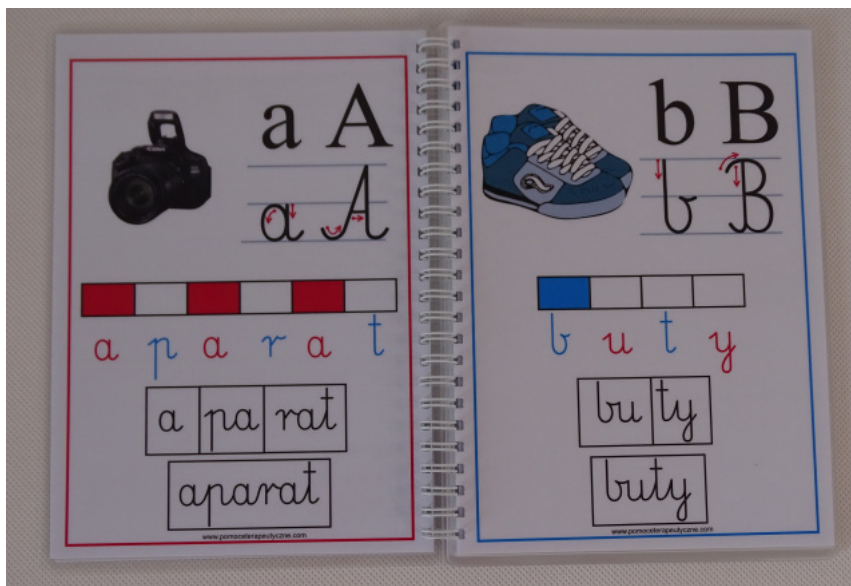 a A
a A
a p a r a t
a pa rat
aparat
www.pomoceterapeutyczne.com
b B
b B
b u t y
bu ty
buty
www.pomoceterapeutyczne.com